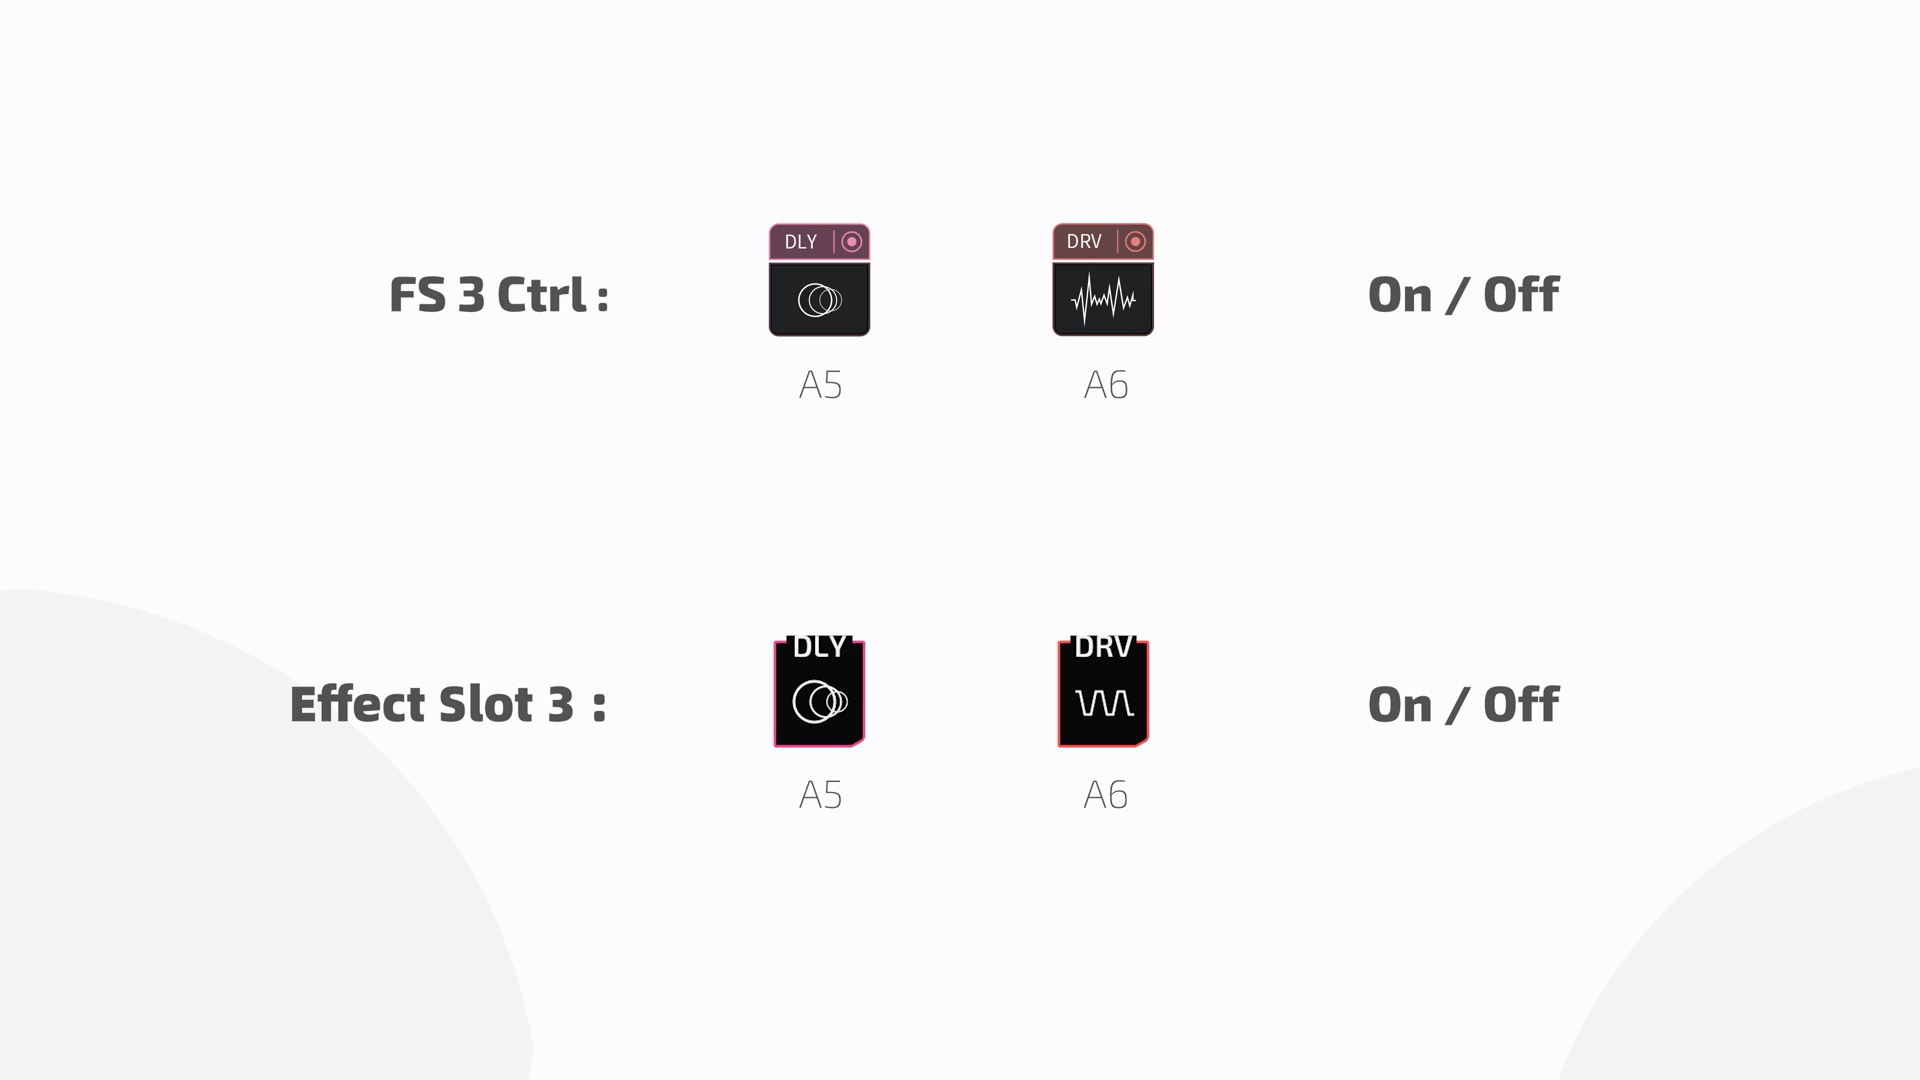 DLY
DRV
FS 3 Ctrl :
On / Off
A5
A6
DLY
DRV
Effect Slot 3 :
On / Off
A5
A6